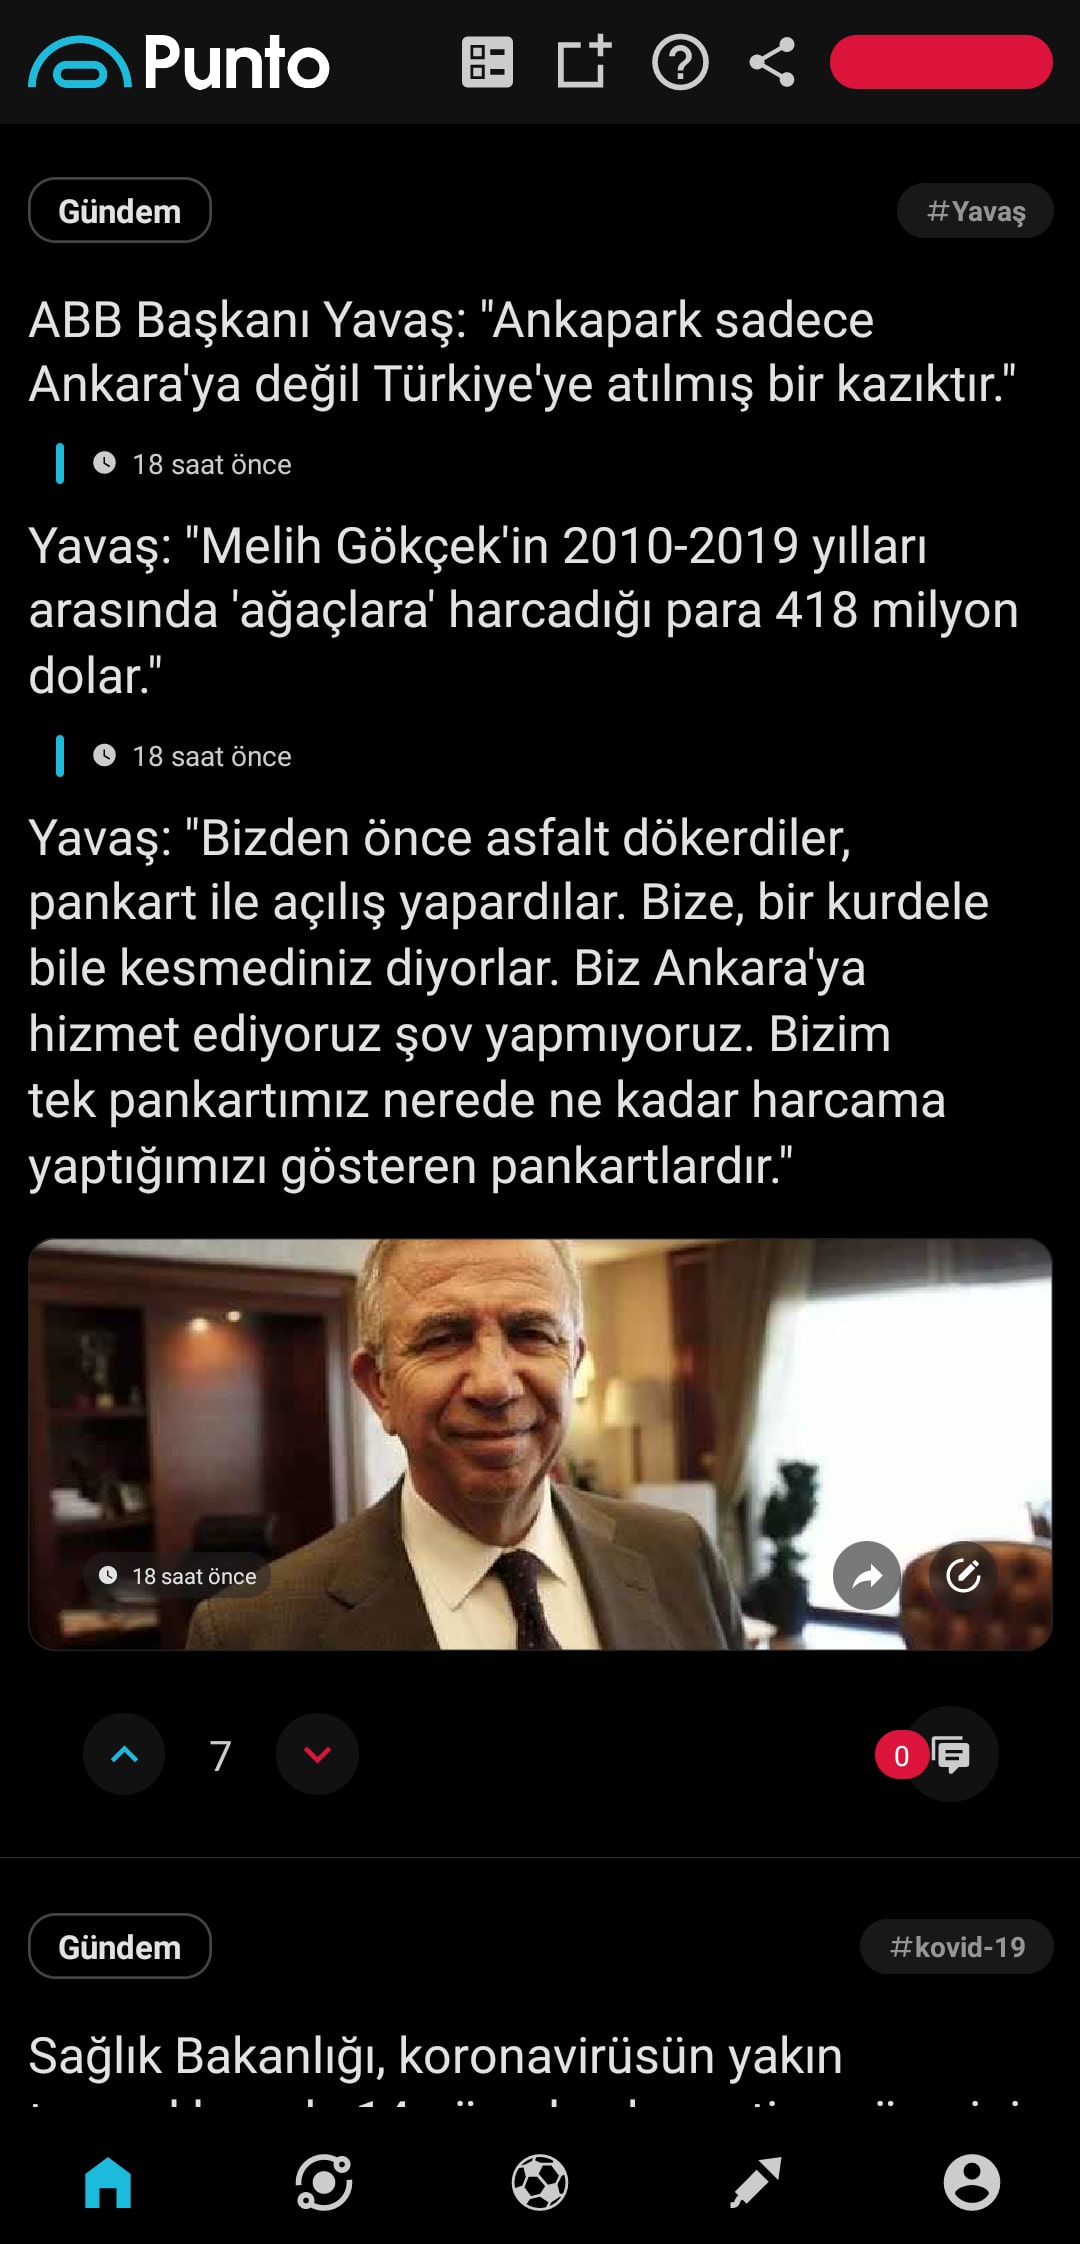 Punto
Gündem
#Yavaş
ABB Başkanı Yavaş: "Ankapark sadece
Ankara'ya değil Türkiye'ye atılmış bir kazıktır."
18 saat önce
Yavaş: "Melih Gökçek'in 2010-2019 yılları
arasında 'ağaçlara' harcadığı para 418 milyon
dolar."
18 saat önce
Yavaş: "Bizden önce asfalt dökerdiler,
pankart ile açılış yapardılar. Bize, bir kurdele
bile kesmediniz diyorlar. Biz Ankara'ya
hizmet ediyoruz şov yapmıyoruz. Bizim
tek pankartımız nerede ne kadar harcama
yaptığımızı gösteren pankartlardır."
18 saat önce
7
0
Gündem
#kovid-19
Sağlık Bakanlığı, koronavirüsün yakın